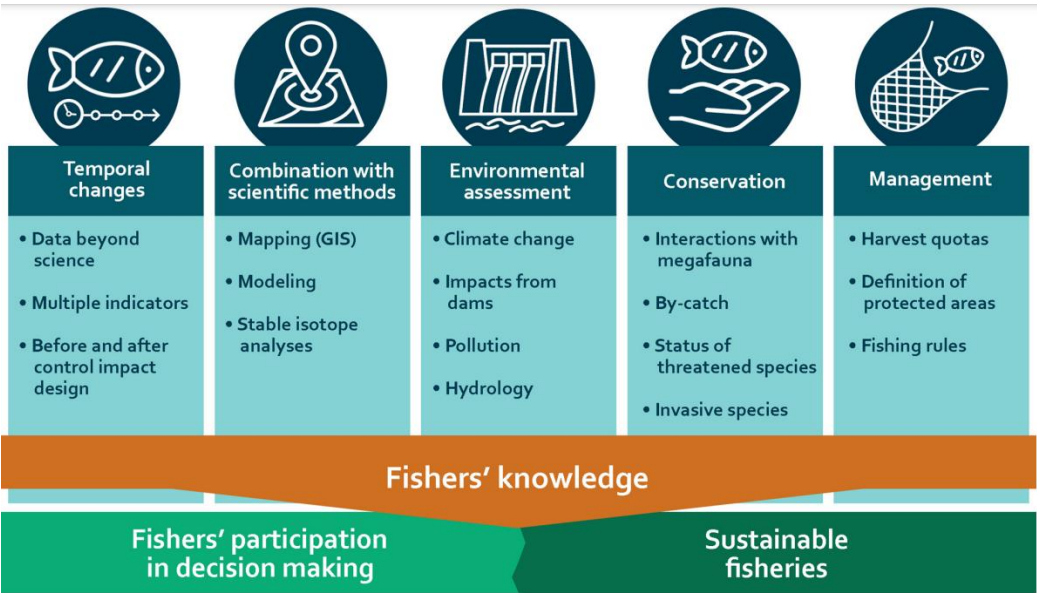 Temporal
changes
• Data beyond
science
• Multiple indicators
• Before and after
control impact
design
Combination with
scientific methods
• Mapping (GIS)
• Modeling
• Stable isotope
analyses
Environmental
assessment
• Climate change
• Impacts from
dams
• Pollution
• Hydrology
Conservation
• Interactions with
megafauna
• By-catch
• Status of
threatened species
• Invasive species
Management
• Harvest quotas
• Definition of
protected areas
• Fishing rules
Fishers’ knowledge
Fishers’ participation
in decision making
Sustainable
fisheries